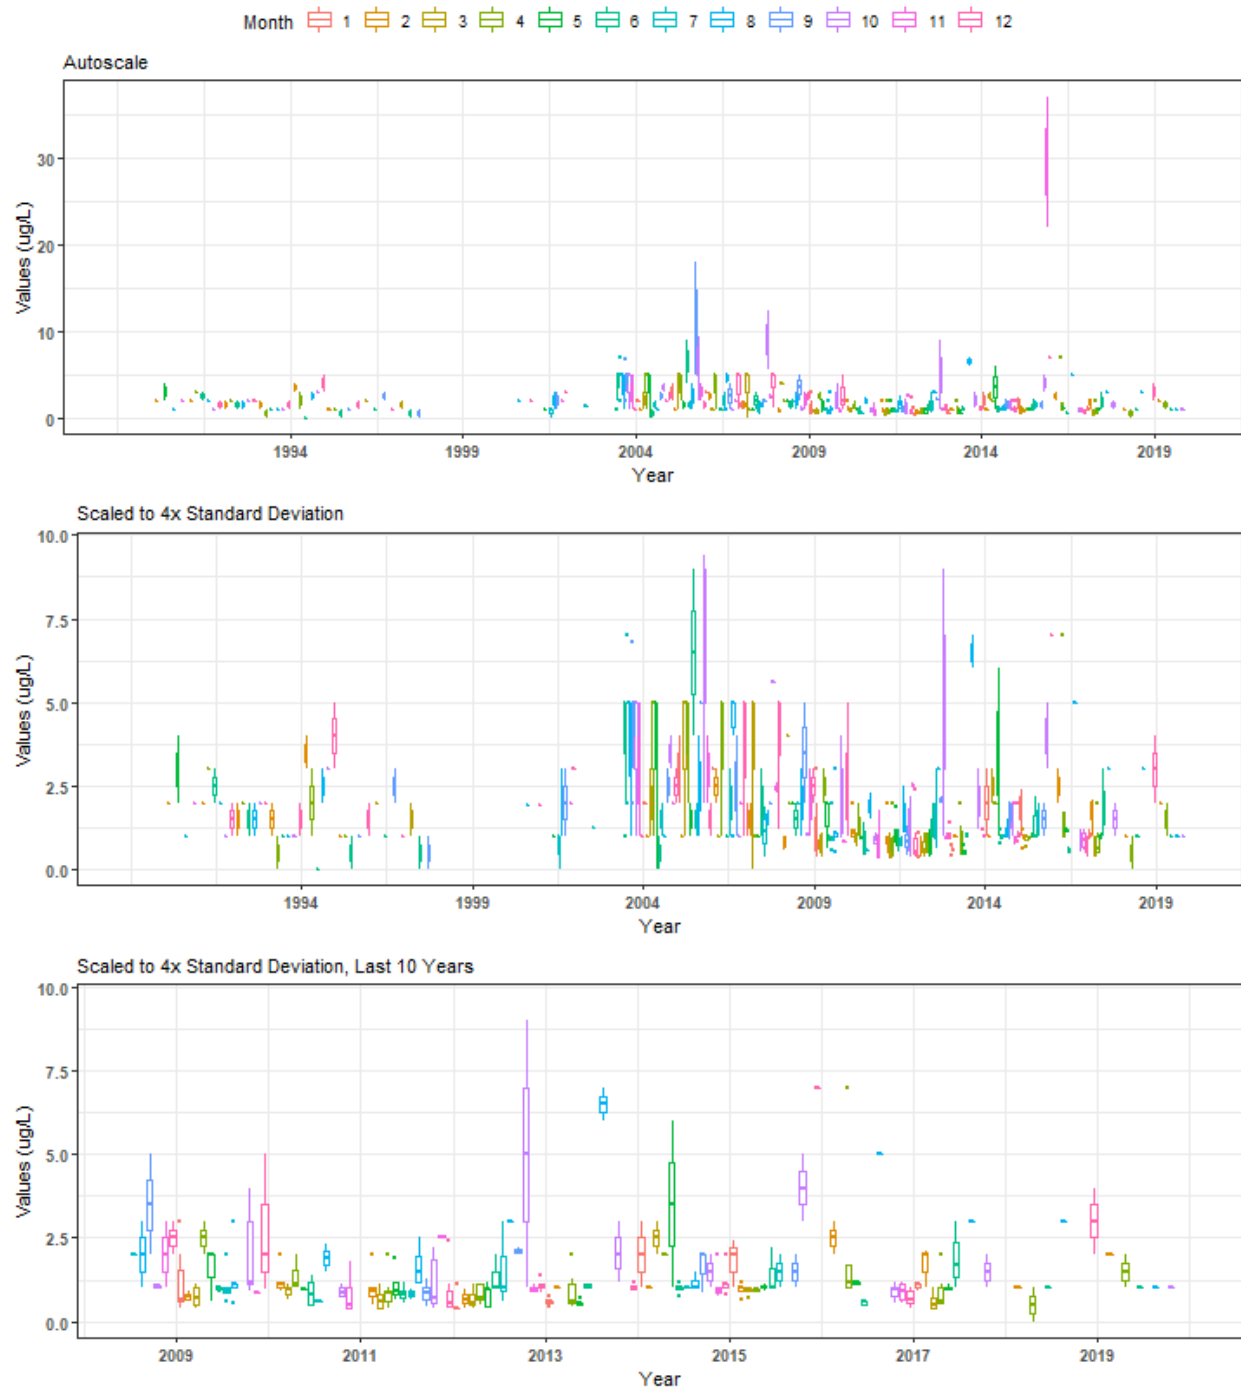 Month 1 2 3 4 5 6 7 8 9 10 11 12
Autoscale
Values (ug/L)
30
20
10
0
1994 1999 2004 2009 2014 2019
Year
Scaled to 4x Standard Deviation
Values (ug/L)
10.0
7.5
5.0
2.5
0.0
1994 1999 2004 2009 2014 2019
Year
Scaled to 4x Standard Deviation, Last 10 Years
Values (ug/L)
10.0
7.5
5.0
2.5
0.0
2009 2011 2013 2015 2017 2019
Year